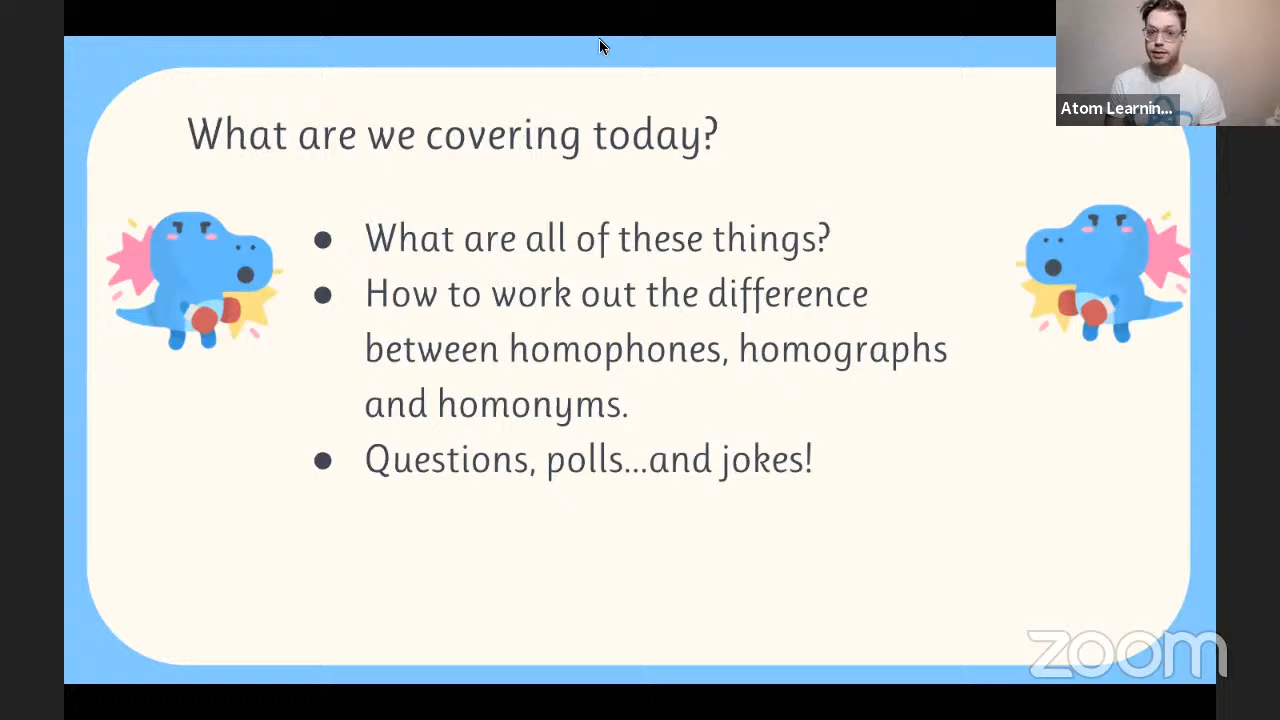 What are we covering today?
Atom Learnin...
● What are all of these things?
● How to work out the difference
between homophones, homographs
and homonyms.
● Questions, polls...and jokes!
zoom